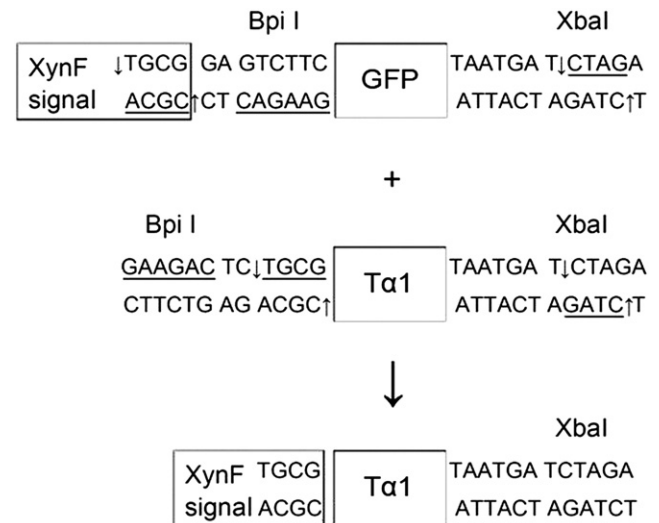 Bpi I XbaI
XynF ↓TGCG GA GTCTTC GFP TAATGA T↓CTAGA
signal ACGC↑CT CAGAAG ATTACT AGATC↑T
+
Bpi I XbaI
GAAGAC TC↓TGCG Tα1 TAATGA T↓CTAGA
CTTCTG AG ACGC↑ ATTACT AGATC↑T
↓
XbaI
XynF TGCG Tα1 TAATGA TCTAGA
signal ACGC ATTACT AGATCT